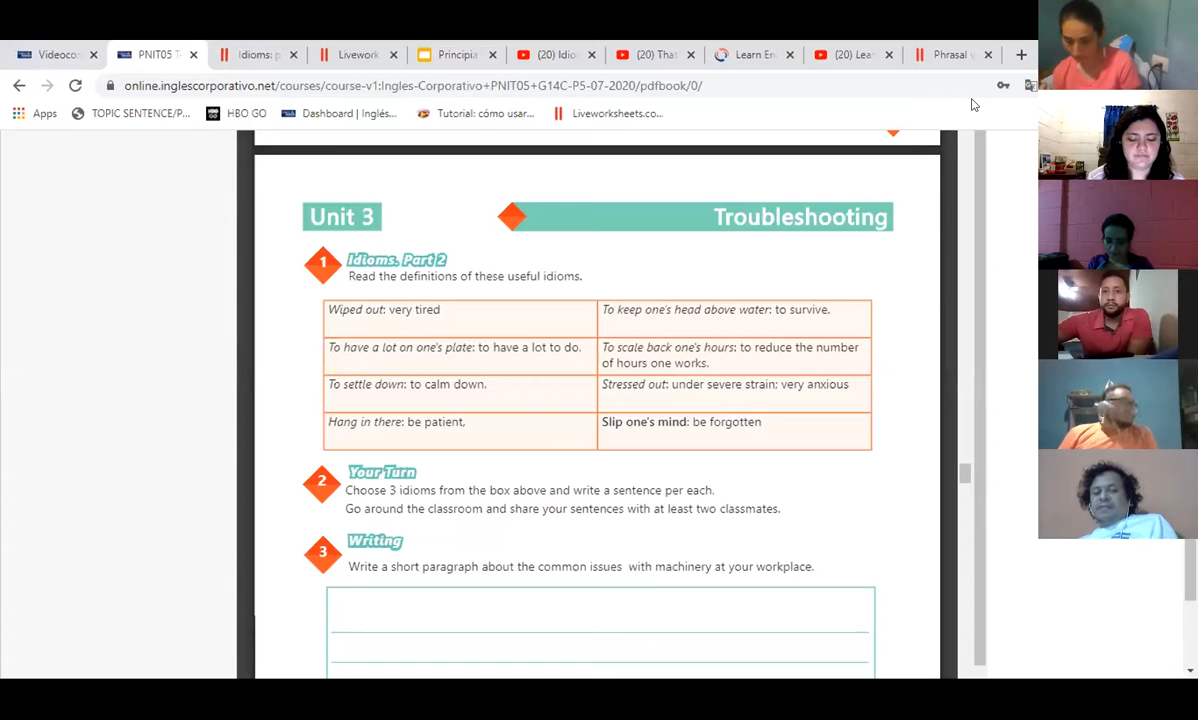 Videocon
PNIT05 T
Idioms: p
Livework
Principia
(20) Idio
(20) That
Learn En
(20) Lea
Phrasal v
online.inglescorporativo.net/courses/course-v1:Ingles-Corporativo+PNIT05+G14C-P5-07-2020/pdfbook/0/
Apps
TOPIC SENTENCE/P...
HBO GO
Dashboard | Inglés...
Tutorial: cómo usar...
Liveworksheets.co...
Unit 3
Troubleshooting
1
Idioms. Part 2
Read the definitions of these useful idioms.
Wiped out: very tired
To keep one's head above water: to survive.
To have a lot on one's plate: to have a lot to do.
To scale back one's hours: to reduce the number
of hours one works.
To settle down: to calm down.
Stressed out: under severe strain; very anxious
Hang in there: be patient,
Slip one's mind: be forgotten
2
Your Turn
Choose 3 idioms from the box above and write a sentence per each.
Go around the classroom and share your sentences with at least two classmates.
3
Writing
Write a short paragraph about the common issues with machinery at your workplace.